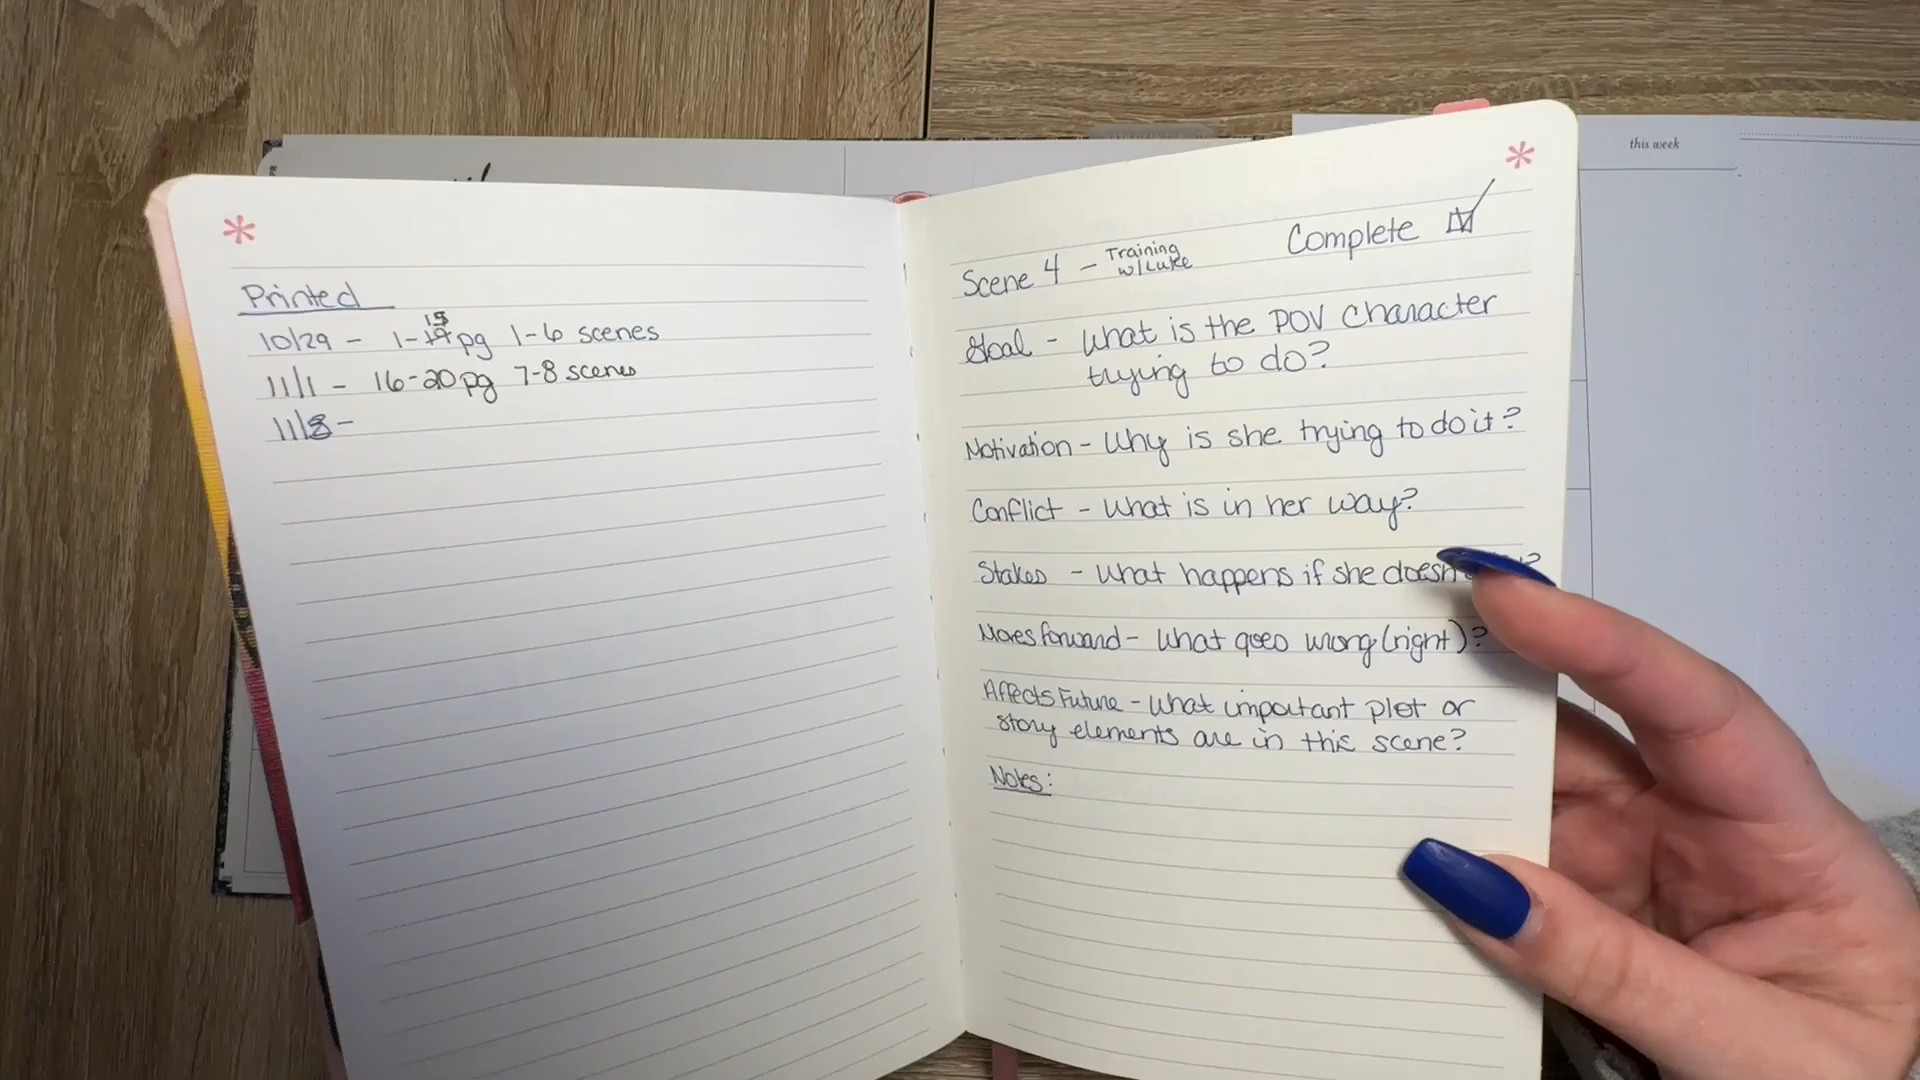 this week
Printed
10/29 - 1-15 pg 1-6 scenes
11/1 - 16-20 pg 7-8 scenes
11/8 -
Scene 4 - Training w/Luke Complete
Goal - What is the POV Character
trying to do?
Motivation - Why is she trying to do it?
Conflict - What is in her way?
Stakes - What happens if she doesn't
Moves forward - What goes wrong (right)?
Affects Future - What important plot or
story elements are in this scene?
Notes: